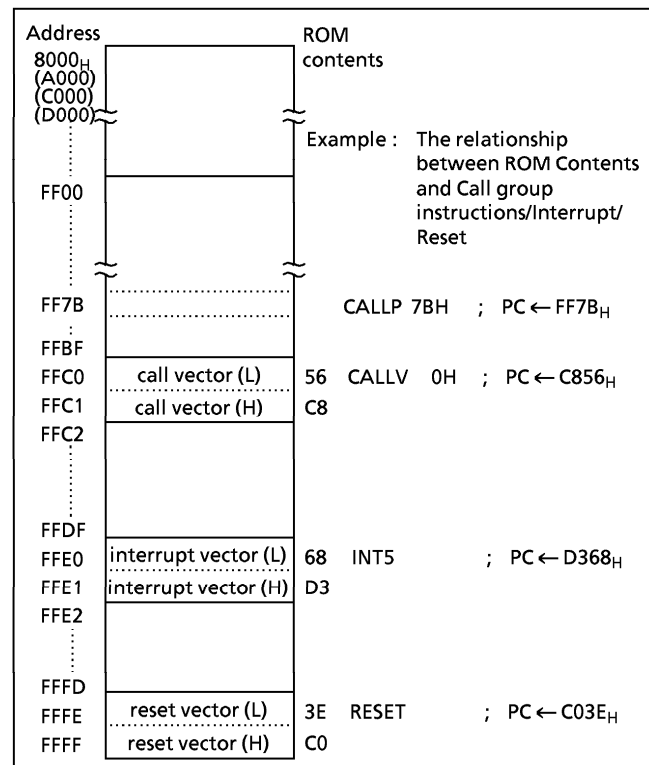 Address ROM
8000H contents
(A000)
(C000)
(D000)
Example : The relationship
between ROM Contents
and Call group
instructions/Interrupt/
Reset
FF00
FF7B CALLP 7BH ; PC ← FF7BH
FFBF
FFC0 call vector (L) 56 CALLV 0H ; PC ← C856H
FFC1 call vector (H) C8
FFC2
FFDF
FFE0 interrupt vector (L) 68 INT5 ; PC ← D368H
FFE1 interrupt vector (H) D3
FFE2
FFFD
FFFE reset vector (L) 3E RESET ; PC ← C03EH
FFFF reset vector (H) C0